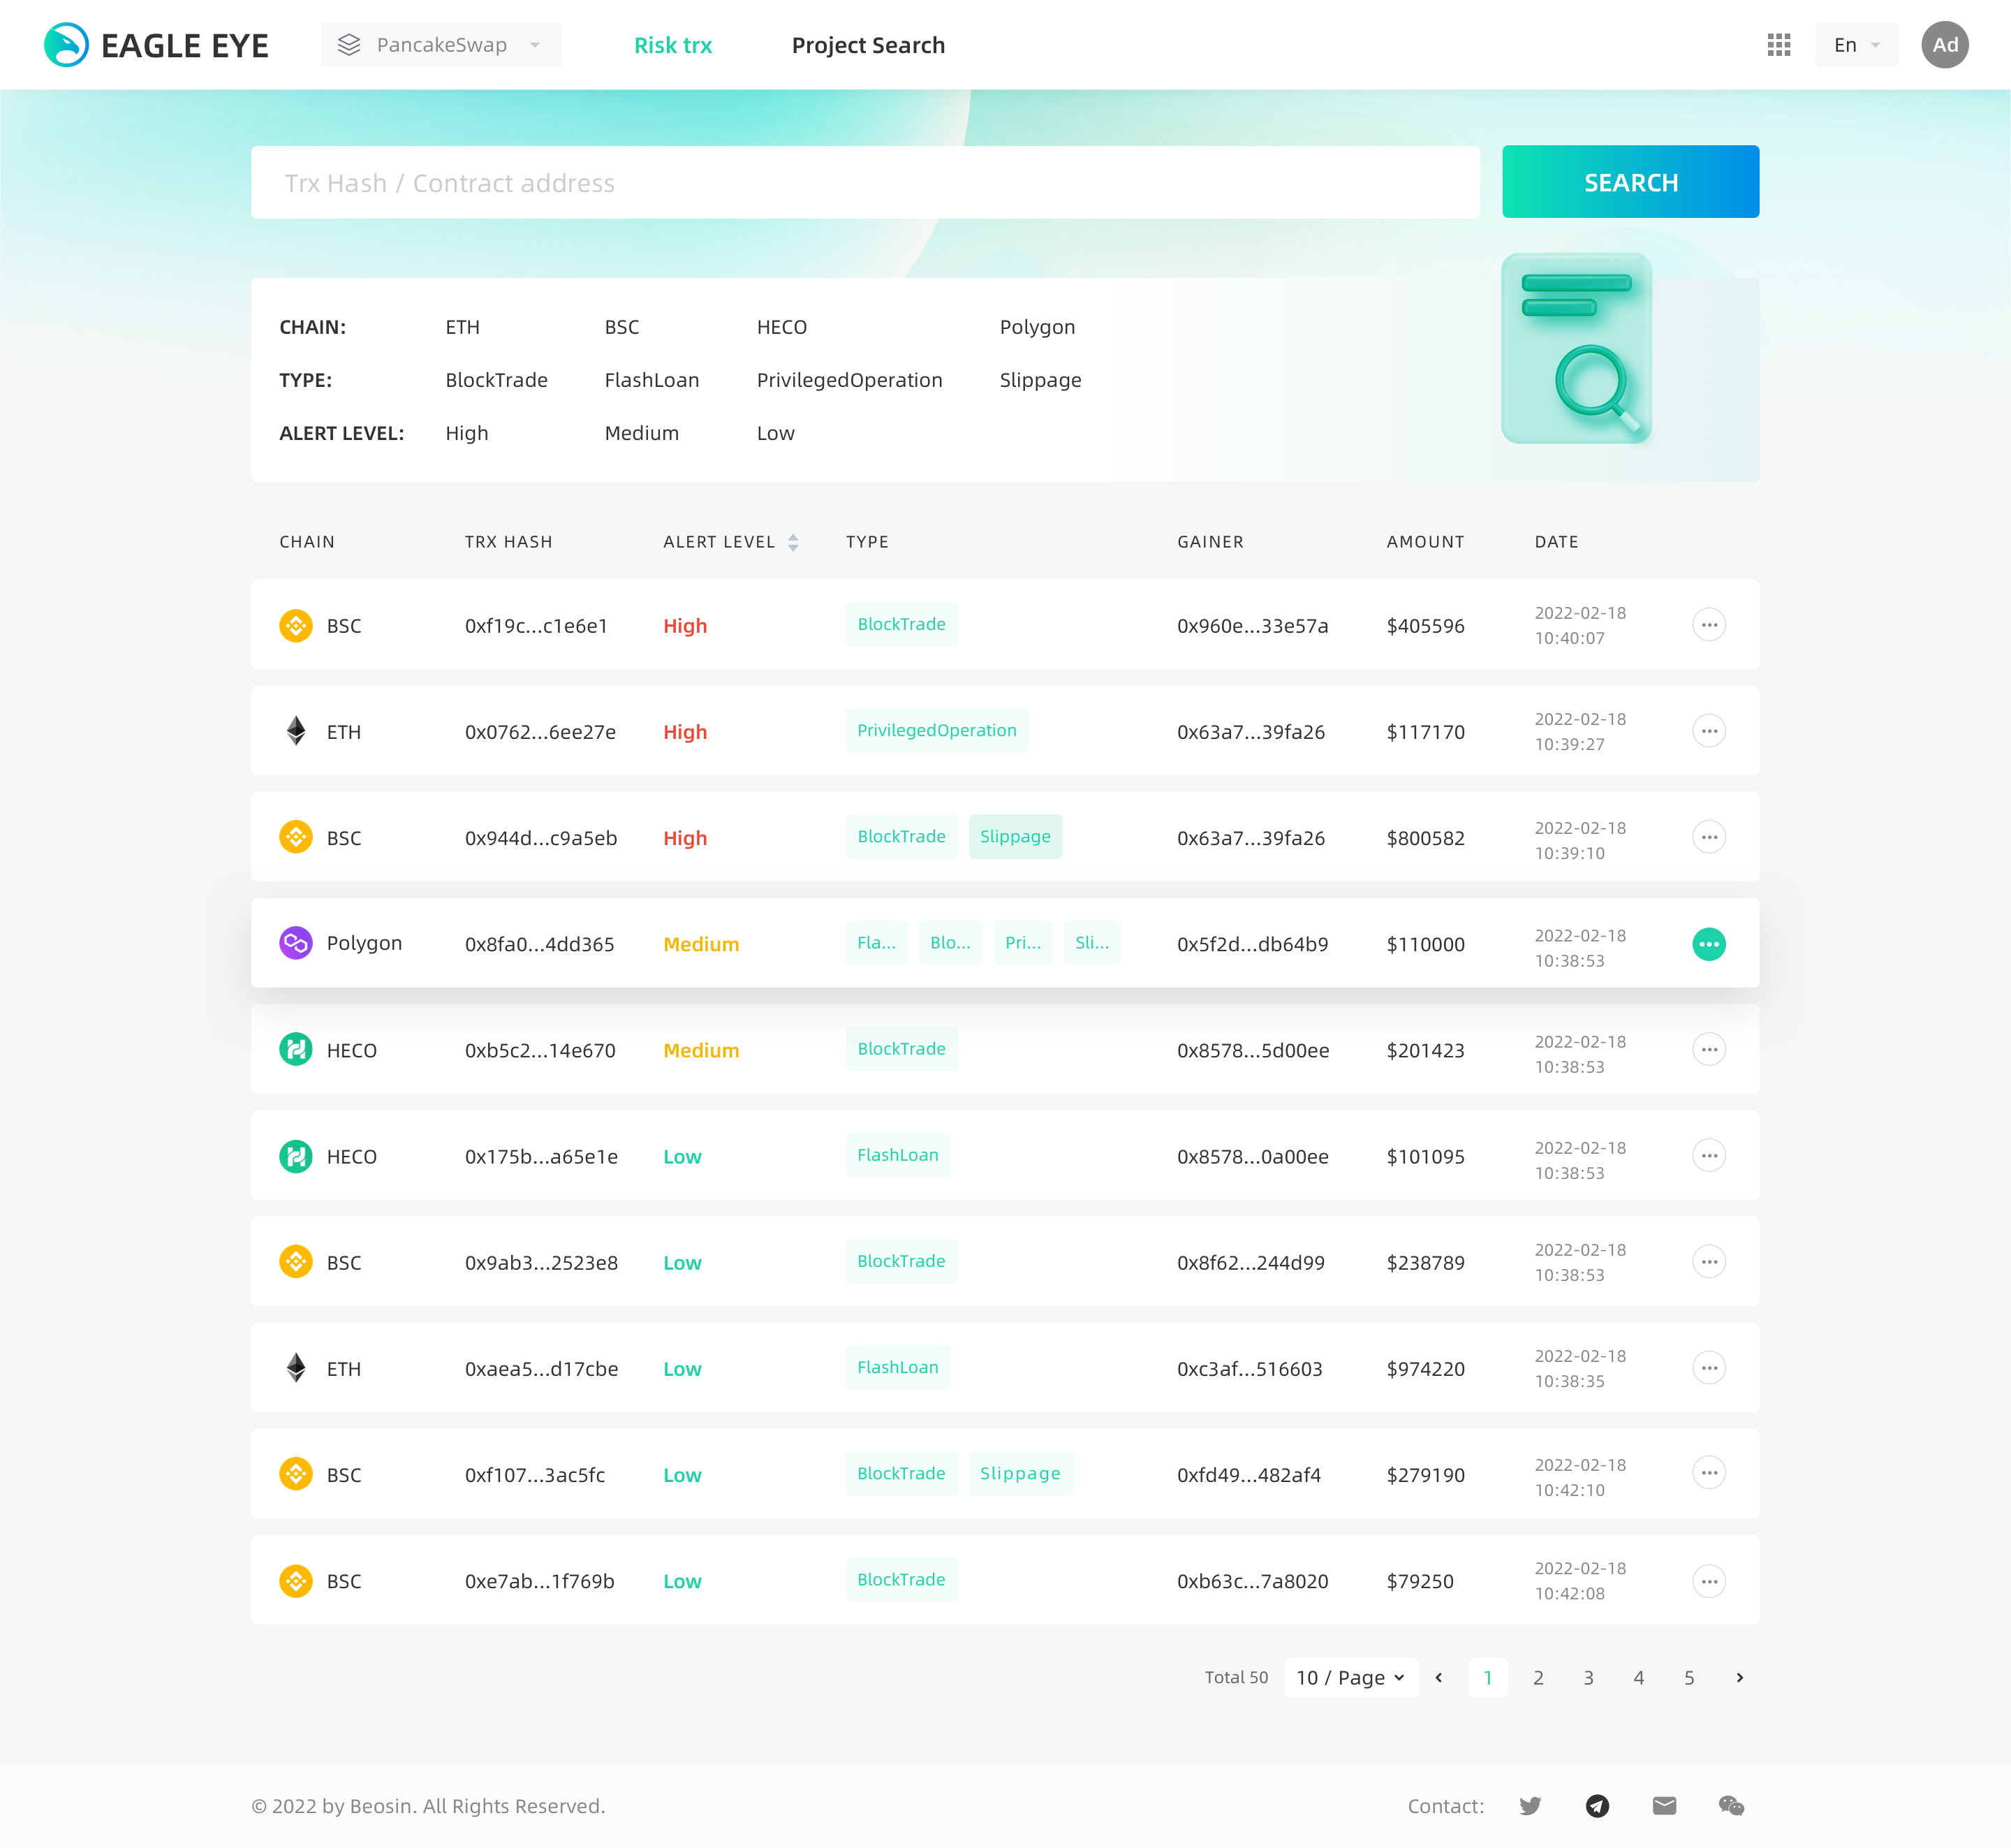 EAGLE EYE PancakeSwap Risk trx Project Search En Ad
Trx Hash / Contract address SEARCH
CHAIN: ETH BSC HECO Polygon
TYPE: BlockTrade FlashLoan PrivilegedOperation Slippage
ALERT LEVEL: High Medium Low
CHAIN TRX HASH ALERT LEVEL TYPE GAINER AMOUNT DATE
BSC 0xf19c...c1e6e1 High BlockTrade 0x960e...33e57a $405596 2022-02-18
10:40:07
ETH 0x0762...6ee27e High PrivilegedOperation 0x63a7...39fa26 $117170 2022-02-18
10:39:27
BSC 0x944d...c9a5eb High BlockTrade Slippage 0x63a7...39fa26 $800582 2022-02-18
10:39:10
Polygon 0x8fa0...4dd365 Medium Fla... Blo... Pri... Sli... 0x5f2d...db64b9 $110000 2022-02-18
10:38:53
HECO 0xb5c2...14e670 Medium BlockTrade 0x8578...5d00ee $201423 2022-02-18
10:38:53
HECO 0x175b...a65e1e Low FlashLoan 0x8578...0a00ee $101095 2022-02-18
10:38:53
BSC 0x9ab3...2523e8 Low BlockTrade 0x8f62...244d99 $238789 2022-02-18
10:38:53
ETH 0xaea5...d17cbe Low FlashLoan 0xc3af...516603 $974220 2022-02-18
10:38:35
BSC 0xf107...3ac5fc Low BlockTrade Slippage 0xfd49...482af4 $279190 2022-02-18
10:42:10
BSC 0xe7ab...1f769b Low BlockTrade 0xb63c...7a8020 $79250 2022-02-18
10:42:08
Total 50 10 / Page 1 2 3 4 5
© 2022 by Beosin. All Rights Reserved. Contact: